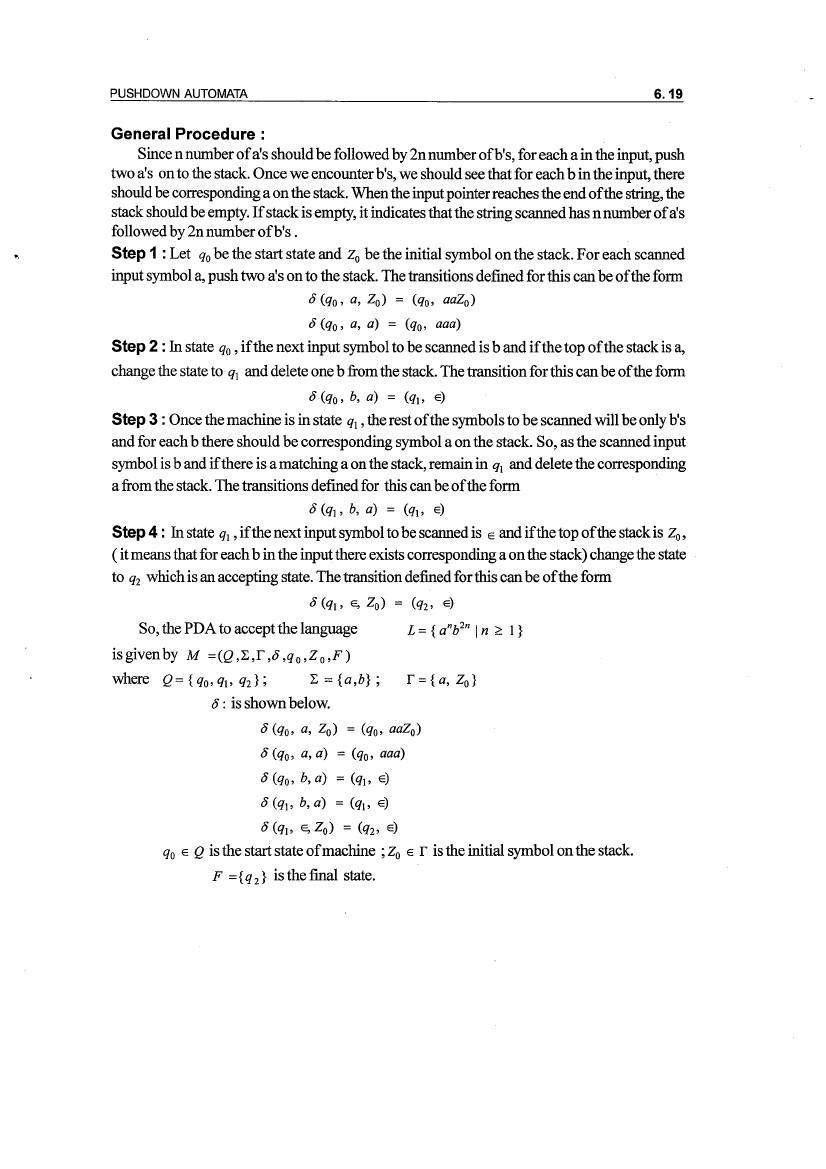 PUSHDOWN AUTOMATA 6.19
General Procedure :
Since n number of a's should be followed by 2n number of b's, for each a in the input, push
two a's on to the stack. Once we encounter b's, we should see that for each b in the input, there
should be corresponding a on the stack. When the input pointer reaches the end of the string, the
stack should be empty. If stack is empty, it indicates that the string scanned has n number of a's
followed by 2n number of b's .
Step 1 : Let q₀ be the start state and Z₀ be the initial symbol on the stack. For each scanned
input symbol a, push two a's on to the stack. The transitions defined for this can be of the form
δ (q₀ , a, Z₀) = (q₀, aaZ₀)
δ (q₀ , a, a) = (q₀, aaa)
Step 2 : In state q₀ , if the next input symbol to be scanned is b and if the top of the stack is a,
change the state to q₁ and delete one b from the stack. The transition for this can be of the form
δ (q₀ , b, a) = (q₁, ∈)
Step 3 : Once the machine is in state q₁ , the rest of the symbols to be scanned will be only b's
and for each b there should be corresponding symbol a on the stack. So, as the scanned input
symbol is b and if there is a matching a on the stack, remain in q₁ and delete the corresponding
a from the stack. The transitions defined for this can be of the form
δ (q₁ , b, a) = (q₁, ∈)
Step 4 : In state q₁ , if the next input symbol to be scanned is ∈ and if the top of the stack is Z₀,
( it means that for each b in the input there exists corresponding a on the stack) change the state
to q₂ which is an accepting state. The transition defined for this can be of the form
δ (q₁ , ∈, Z₀) = (q₂, ∈)
So, the PDA to accept the language L = { aⁿb²ⁿ | n ≥ 1}
is given by M =(Q ,Σ,Γ ,δ ,q₀ ,Z₀ ,F )
where Q = { q₀, q₁, q₂} ; Σ = {a,b} ; Γ = { a, Z₀}
δ : is shown below.
δ (q₀, a, Z₀) = (q₀, aaZ₀)
δ (q₀, a, a) = (q₀, aaa)
δ (q₀, b, a) = (q₁, ∈)
δ (q₁, b, a) = (q₁, ∈)
δ (q₁, ∈, Z₀) = (q₂, ∈)
q₀ ∈ Q is the start state of machine ; Z₀ ∈ Γ is the initial symbol on the stack.
F ={q₂} is the final state.